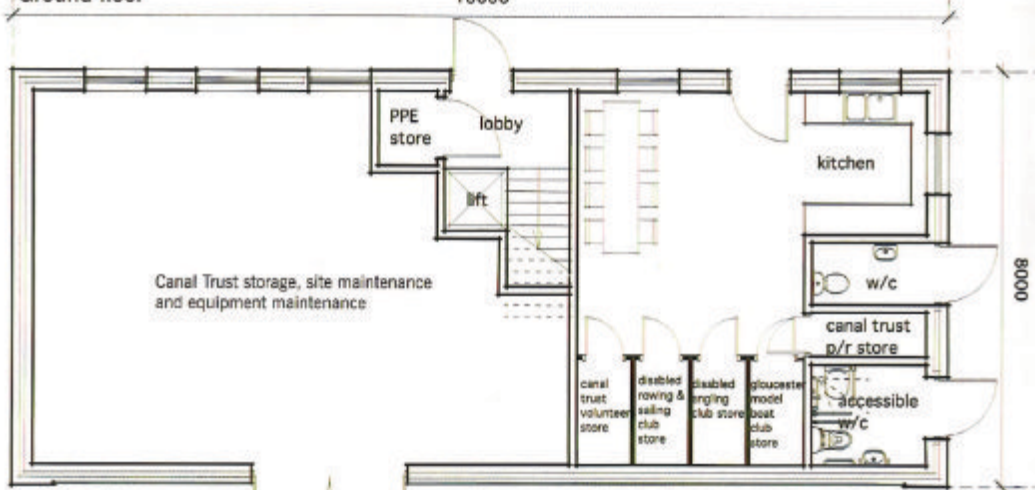 PPE
store
lobby
lift
kitchen
w/c
Canal Trust storage, site maintenance
and equipment maintenance
8000
canal trust
p/r store
canal
trust
volunteer
store
disabled
rowing &
sailing
club
store
disabled
angling
club store
gloucester
model
boat
club
store
accessible
w/c